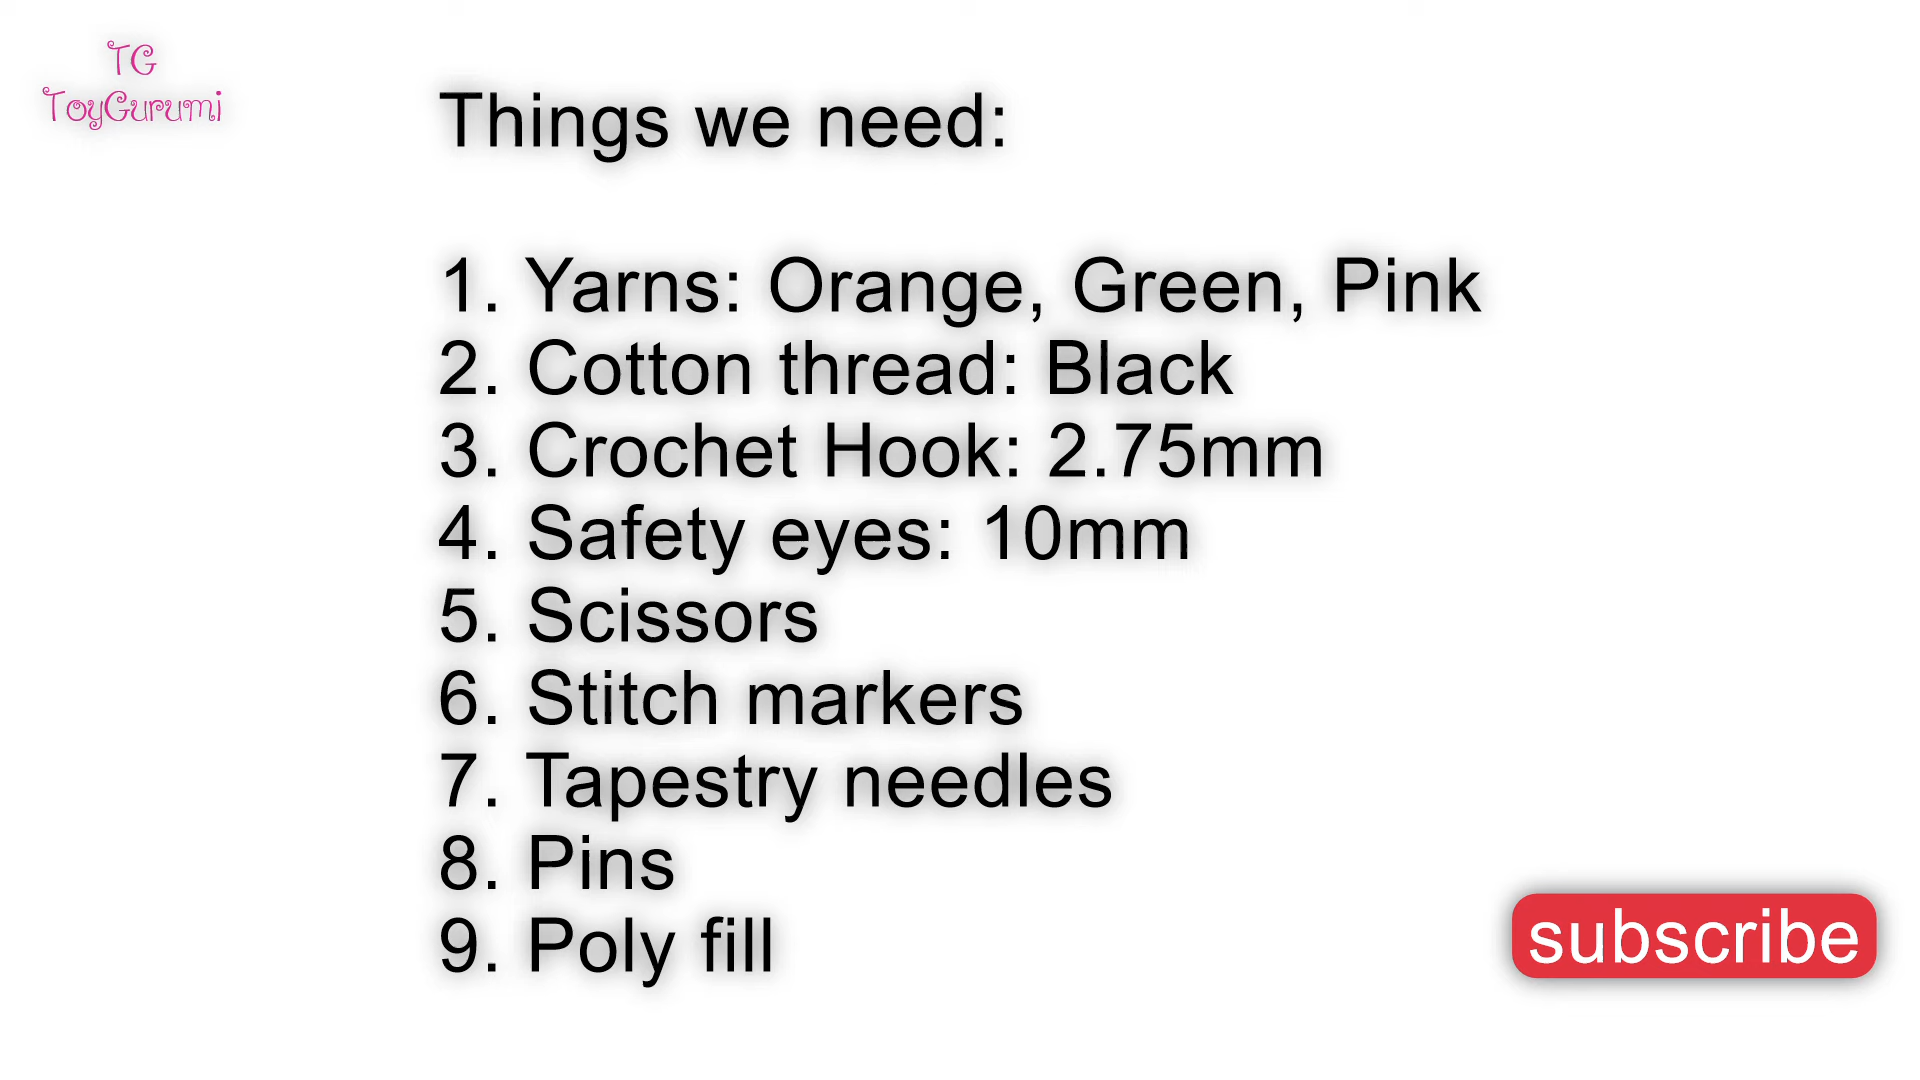 TG
ToyGurumi
Things we need:
1. Yarns: Orange, Green, Pink
2. Cotton thread: Black
3. Crochet Hook: 2.75mm
4. Safety eyes: 10mm
5. Scissors
6. Stitch markers
7. Tapestry needles
8. Pins
9. Poly fill
subscribe